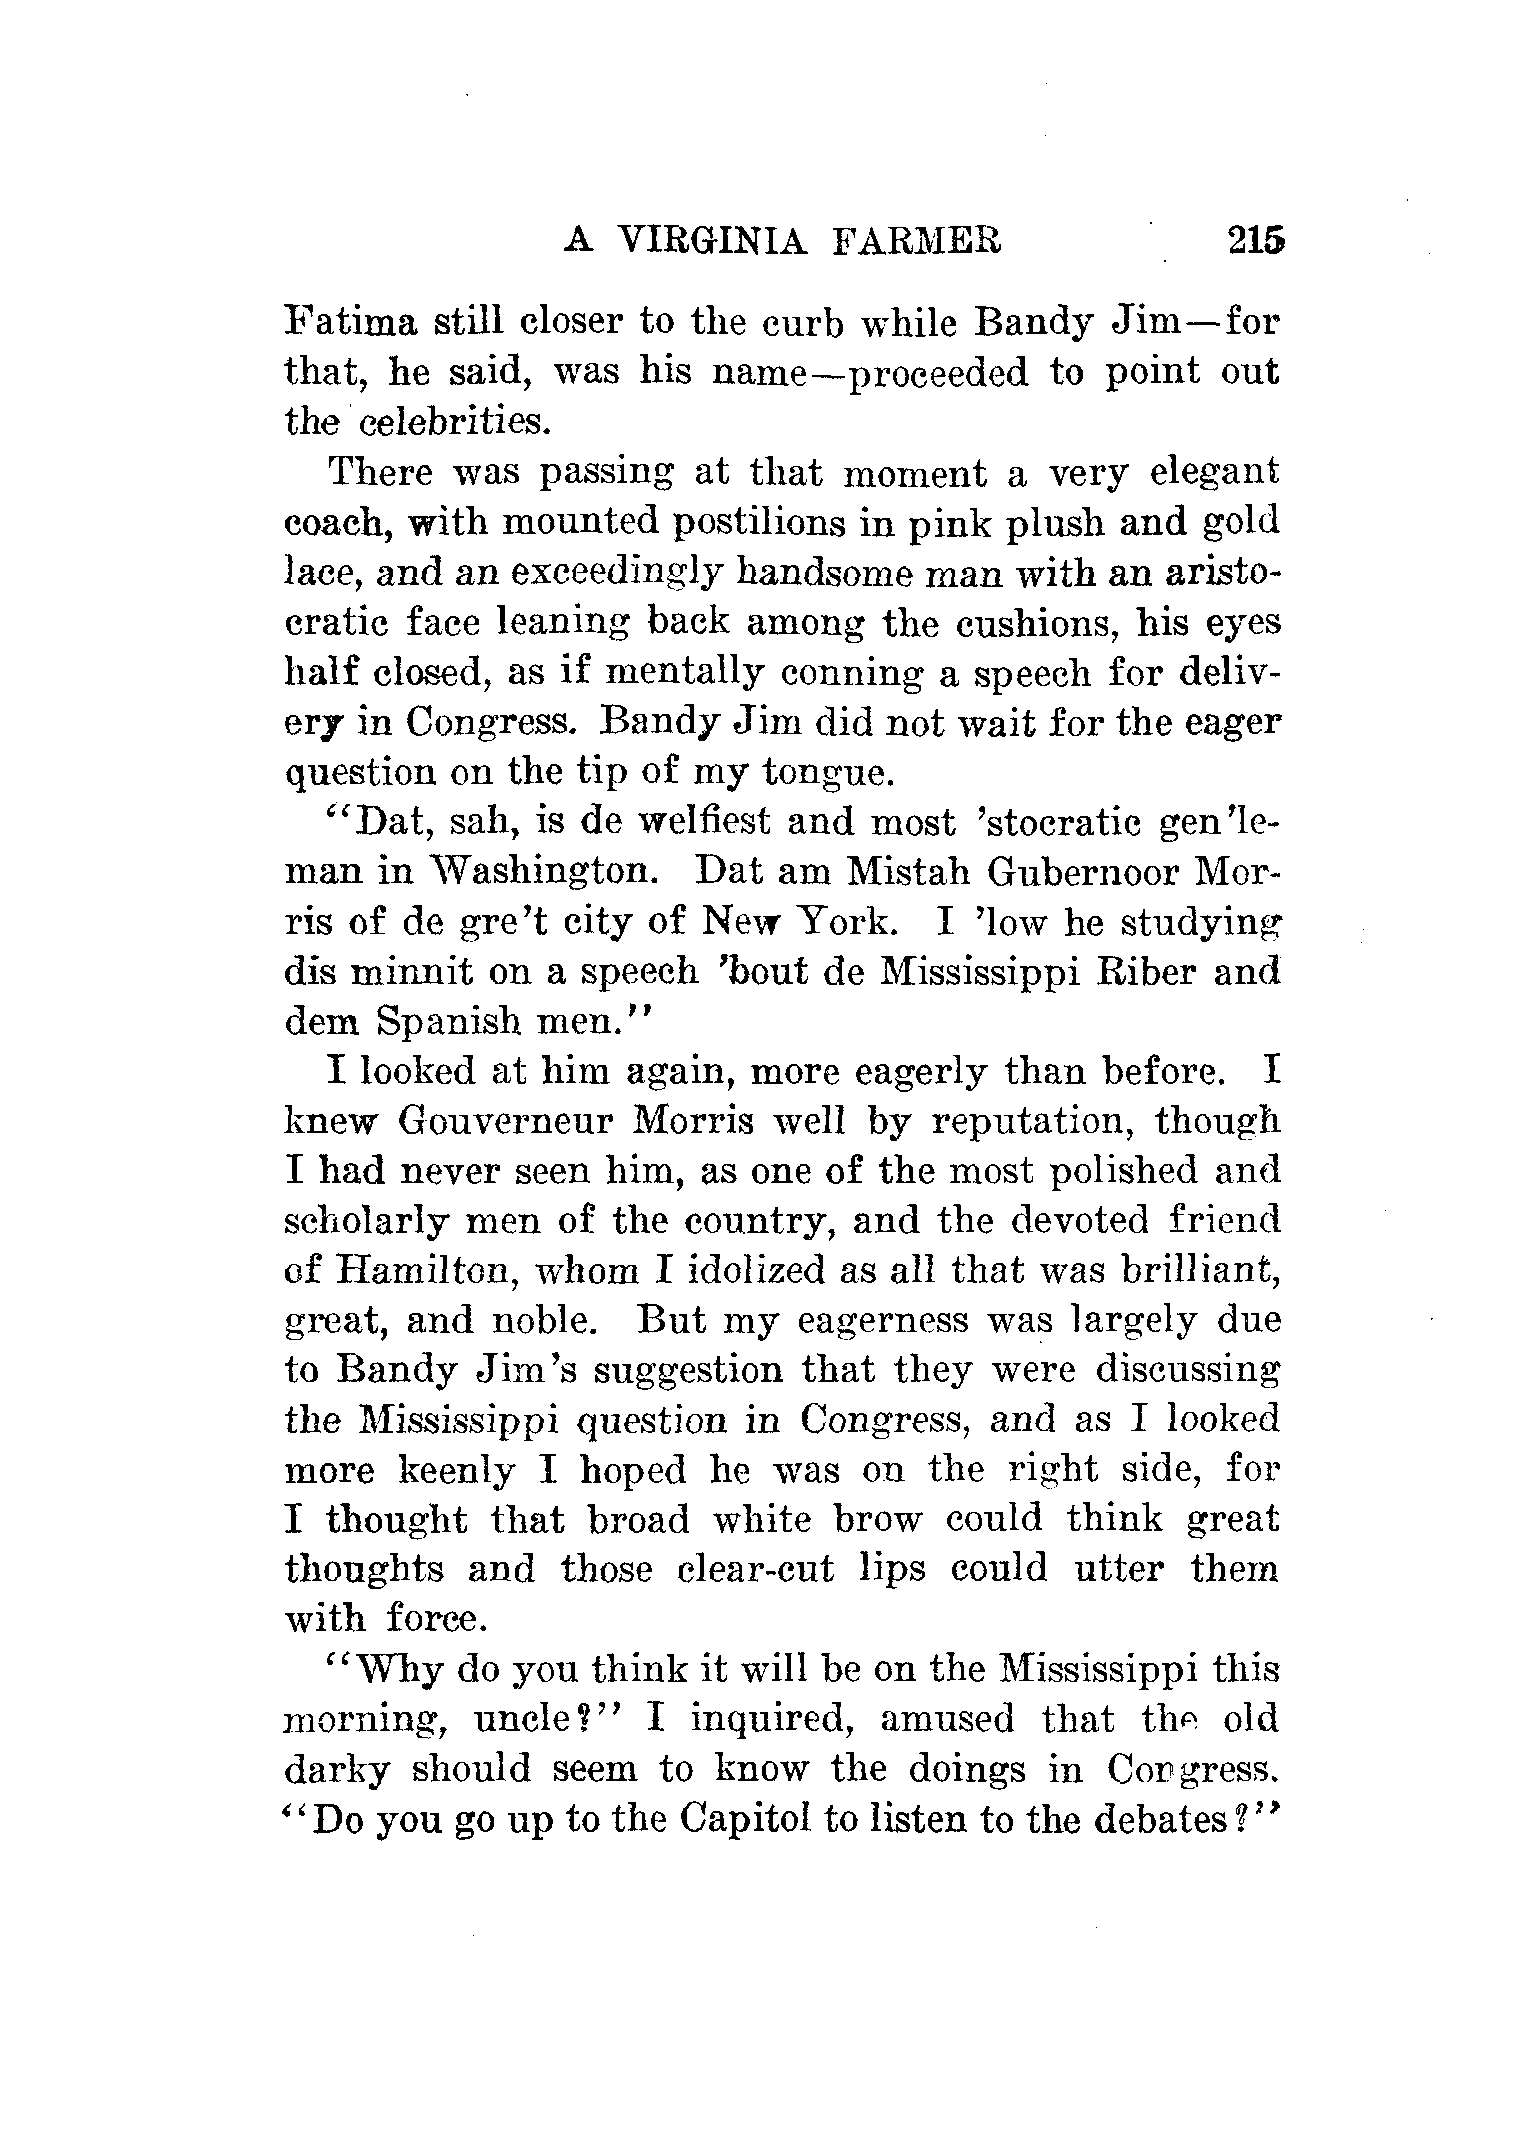 A VIRGINIA FARMER 215
Fatima still closer to the curb while Bandy Jim—for
that, he said, was his name—proceeded to point out
the celebrities.
There was passing at that moment a very elegant
coach, with mounted postilions in pink plush and gold
lace, and an exceedingly handsome man with an aristo-
cratic face leaning back among the cushions, his eyes
half closed, as if mentally conning a speech for deliv-
ery in Congress. Bandy Jim did not wait for the eager
question on the tip of my tongue.
“Dat, sah, is de welfiest and most ’stocratic gen’le-
man in Washington. Dat am Mistah Gubernoor Mor-
ris of de gre’t city of New York. I ’low he studying
dis minnit on a speech ’bout de Mississippi Riber and
dem Spanish men.”
I looked at him again, more eagerly than before. I
knew Gouverneur Morris well by reputation, though
I had never seen him, as one of the most polished and
scholarly men of the country, and the devoted friend
of Hamilton, whom I idolized as all that was brilliant,
great, and noble. But my eagerness was largely due
to Bandy Jim’s suggestion that they were discussing
the Mississippi question in Congress, and as I looked
more keenly I hoped he was on the right side, for
I thought that broad white brow could think great
thoughts and those clear-cut lips could utter them
with force.
“Why do you think it will be on the Mississippi this
morning, uncle?” I inquired, amused that the old
darky should seem to know the doings in Congress.
“Do you go up to the Capitol to listen to the debates?”